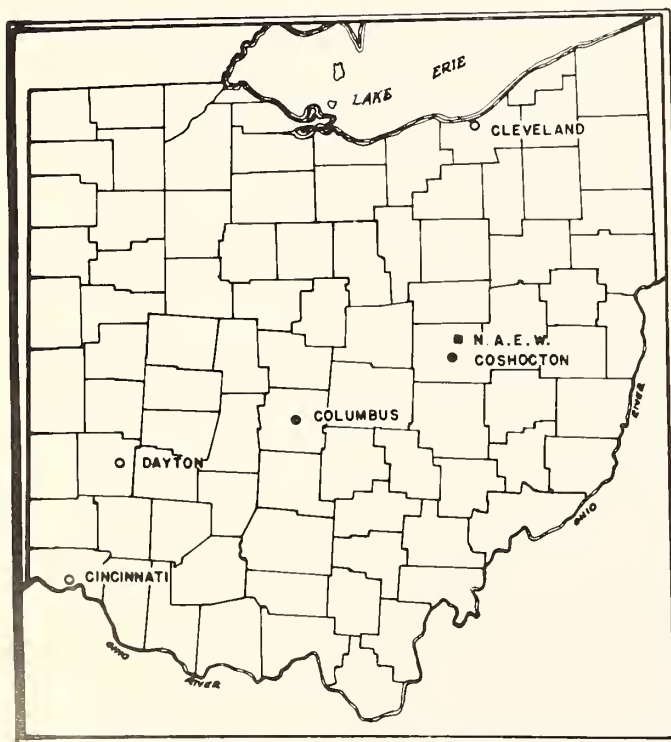 LAKE ERIE
CLEVELAND
N. A. E. W.
COSHOCTON
COLUMBUS
RIVER
DAYTON
OHIO
CINCINNATI
OHIO
RIVER